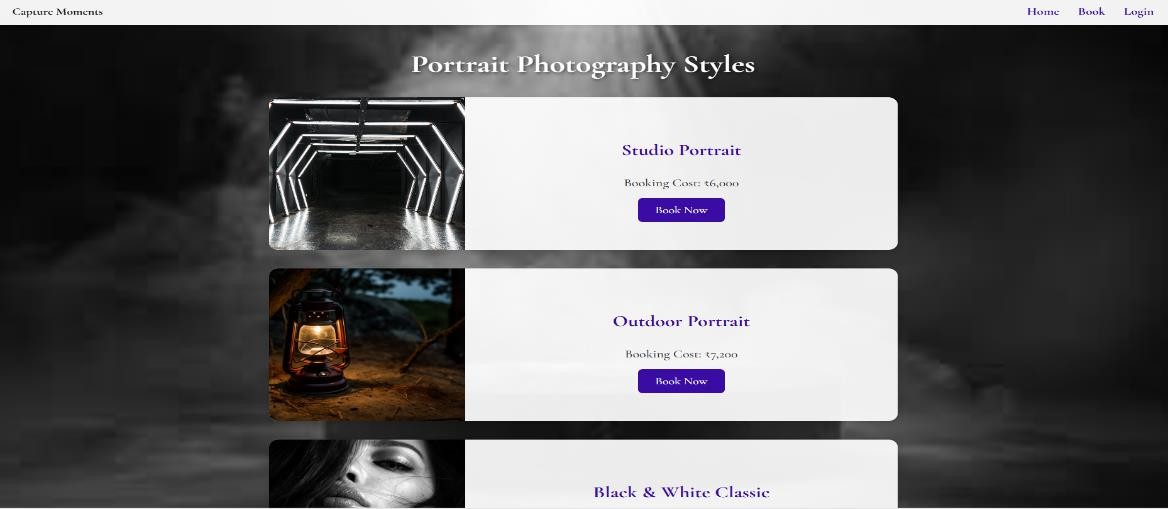 Capture Moments
Home Book Login
Portrait Photography Styles
Studio Portrait
Booking Cost: ₹6,000
Book Now
Outdoor Portrait
Booking Cost: ₹7,200
Book Now
Black & White Classic